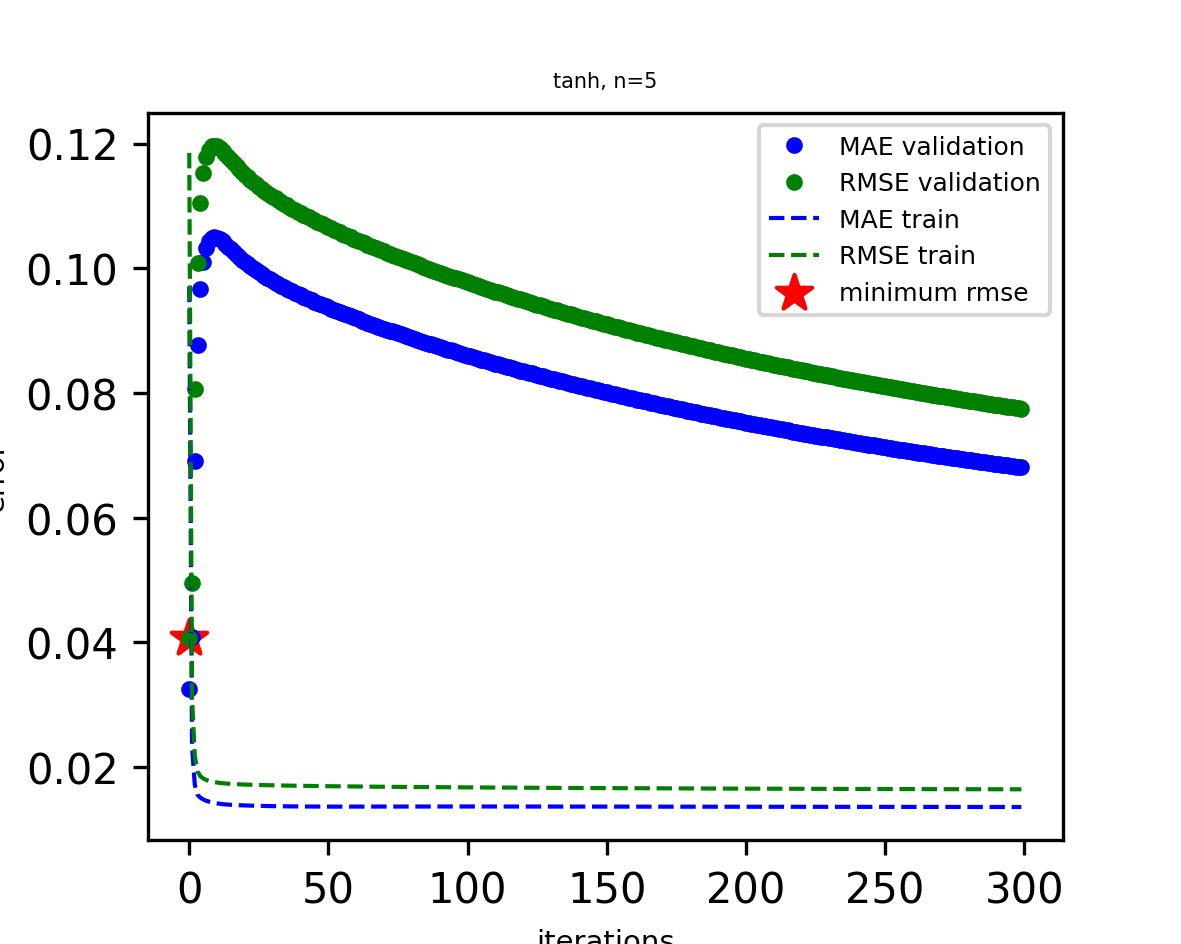 tanh, n=5
0.12
0.10
0.08
0.06
0.04
0.02
MAE validation
RMSE validation
MAE train
RMSE train
minimum rmse
0 50 100 150 200 250 300
iterations